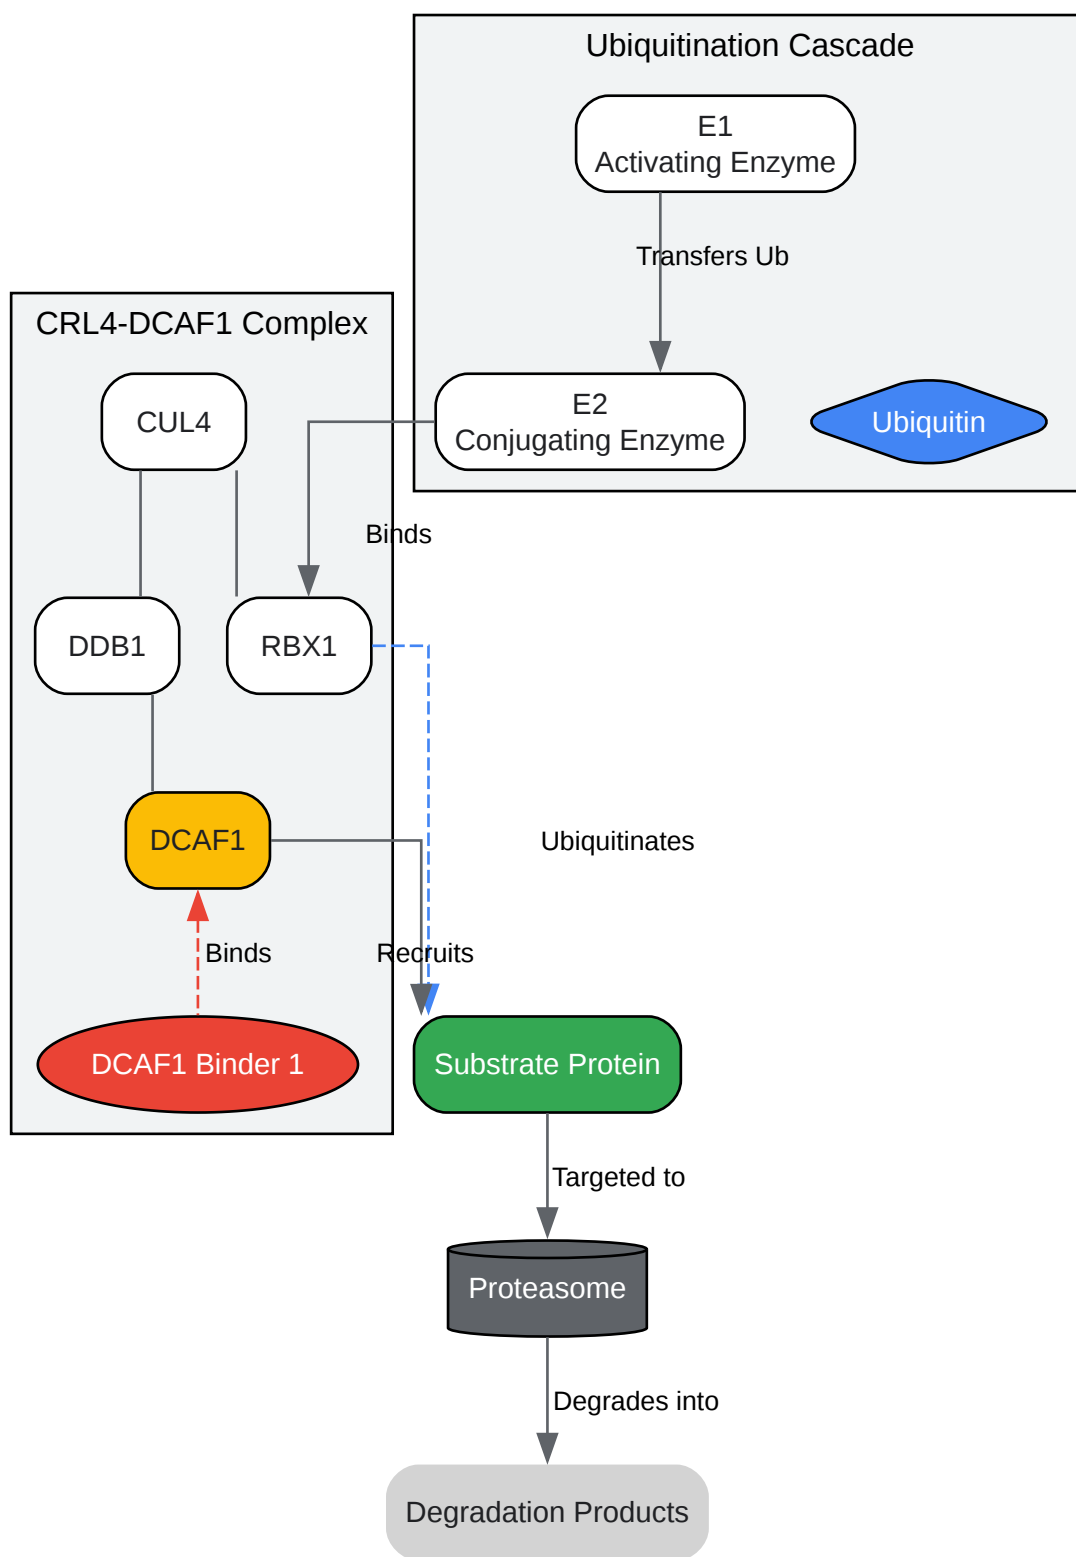 Ubiquitination Cascade
E1
Activating Enzyme
Transfers Ub
CRL4-DCAF1 Complex
CUL4
E2
Conjugating Enzyme
Ubiquitin
Binds
DDB1
RBX1
DCAF1
Ubiquitinates
Binds
Recruits
DCAF1 Binder 1
Substrate Protein
Targeted to
Proteasome
Degrades into
Degradation Products